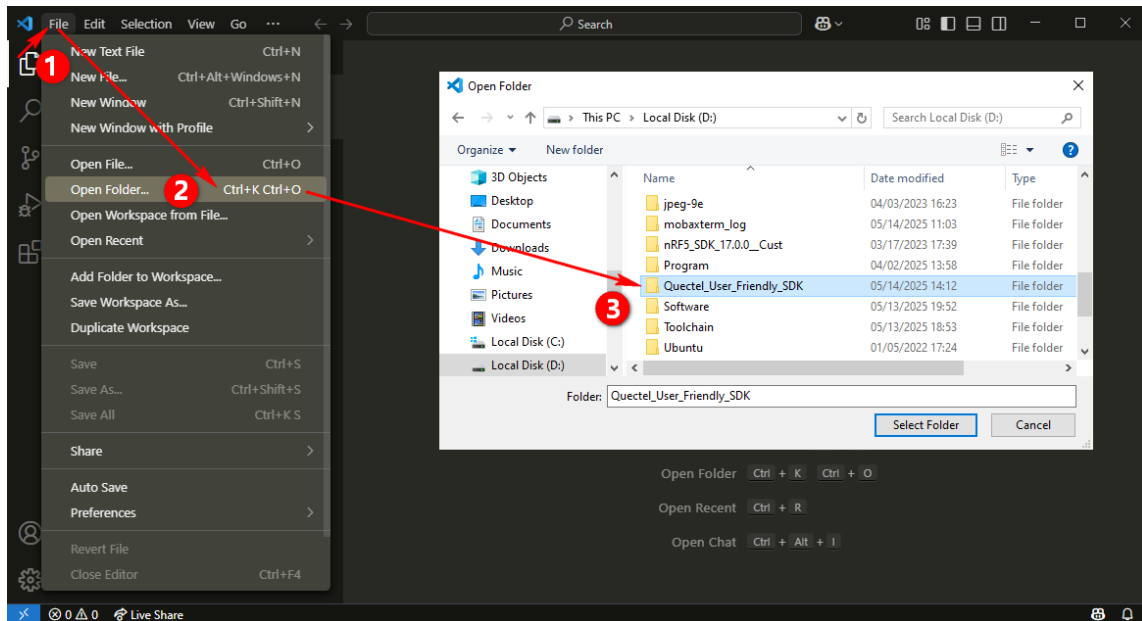 File Edit Selection View Go ··· Search
New Text File Ctrl+N
New File... Ctrl+Alt+Windows+N
New Window Ctrl+Shift+N
New Window with Profile
Open File... Ctrl+O
Open Folder... Ctrl+K Ctrl+O
Open Workspace from File...
Open Recent
Add Folder to Workspace...
Save Workspace As...
Duplicate Workspace
Save Ctrl+S
Save As... Ctrl+Shift+S
Save All Ctrl+K S
Share
Auto Save
Preferences
Revert File
Close Editor Ctrl+F4
1
2
3
Open Folder
This PC > Local Disk (D:) Search Local Disk (D:)
Organize New folder
3D Objects
Desktop
Documents
Downloads
Music
Pictures
Videos
Local Disk (C:)
Local Disk (D:)
Name Date modified Type
jpeg-9e 04/03/2023 16:23 File folder
mobaxterm_log 05/14/2025 11:03 File folder
nRF5_SDK_17.0.0__Cust 03/17/2023 17:39 File folder
Program 04/02/2025 13:58 File folder
Quectel_User_Friendly_SDK 05/14/2025 14:12 File folder
Software 05/13/2025 19:52 File folder
Toolchain 05/13/2025 18:53 File folder
Ubuntu 01/05/2022 17:24 File folder
Folder: Quectel_User_Friendly_SDK
Select Folder Cancel
Open Folder Ctrl + K Ctrl + O
Open Recent Ctrl + R
Open Chat Ctrl + Alt + I
0 0 Live Share